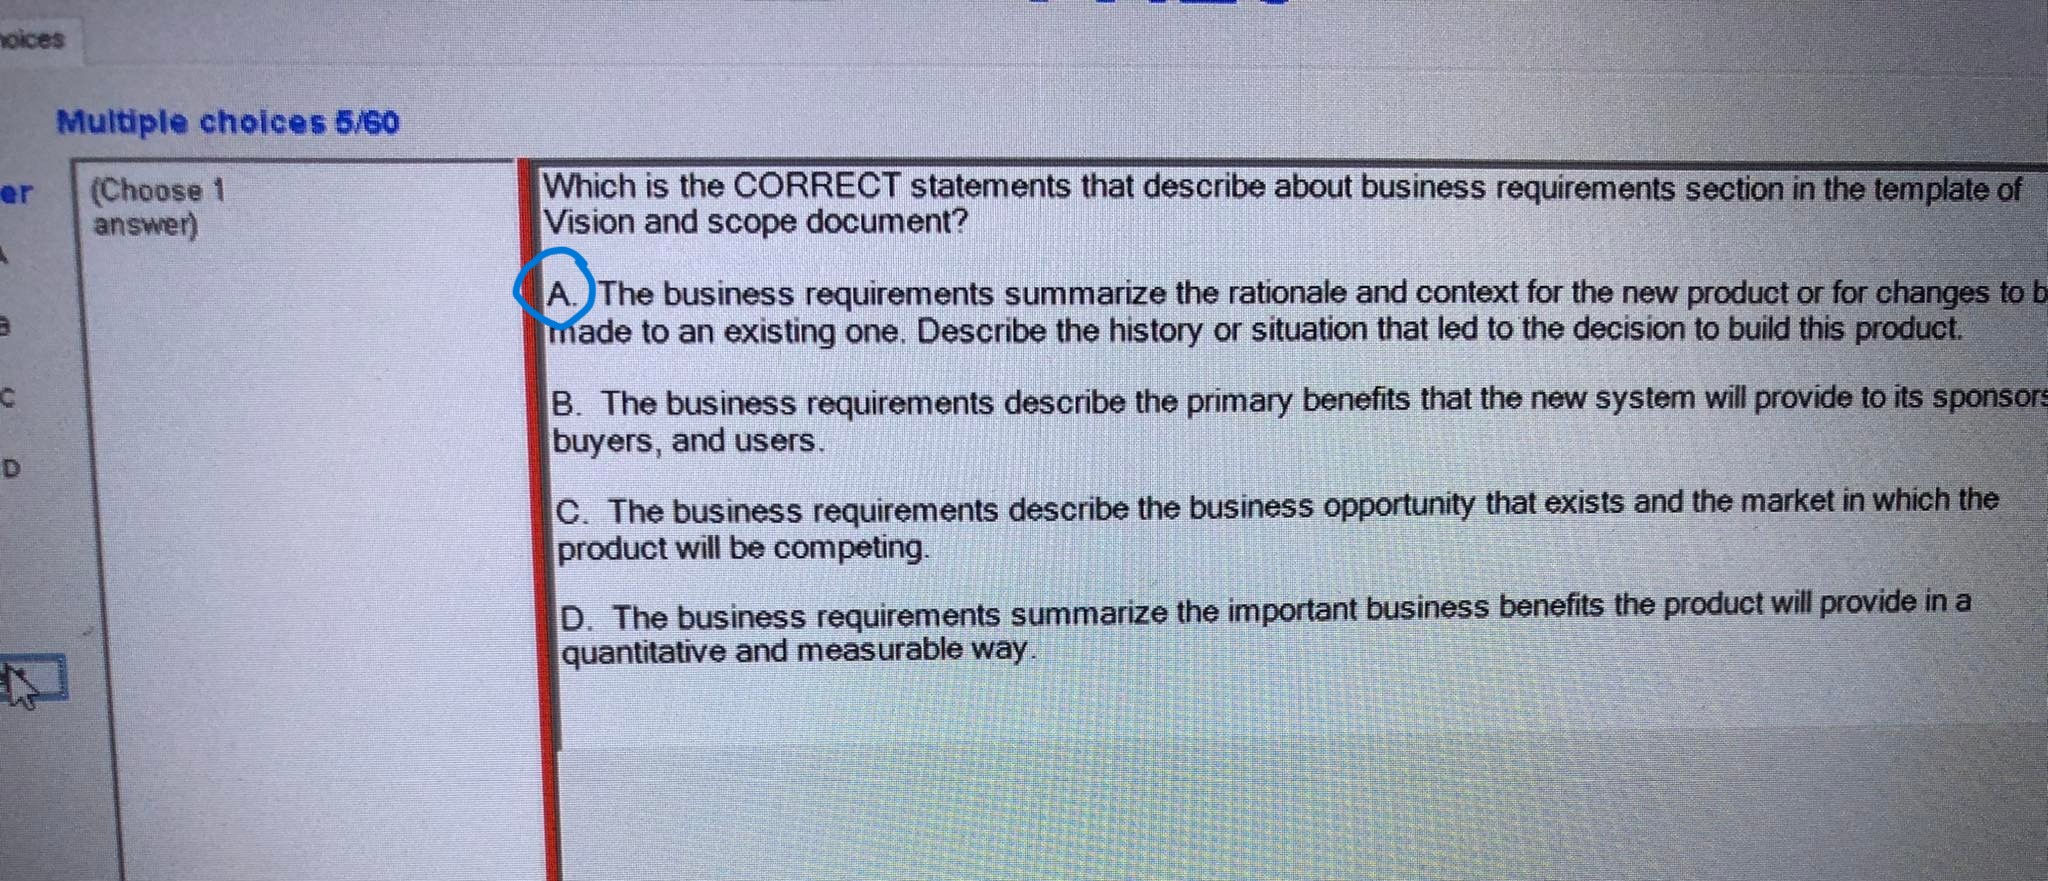 Multiple choices 5/60
(Choose 1
answer)
Which is the CORRECT statements that describe about business requirements section in the template of
Vision and scope document?
A. The business requirements summarize the rationale and context for the new product or for changes to b
made to an existing one. Describe the history or situation that led to the decision to build this product.
B. The business requirements describe the primary benefits that the new system will provide to its sponsors
buyers, and users.
C. The business requirements describe the business opportunity that exists and the market in which the
product will be competing.
D. The business requirements summarize the important business benefits the product will provide in a
quantitative and measurable way.
er
B
C
D